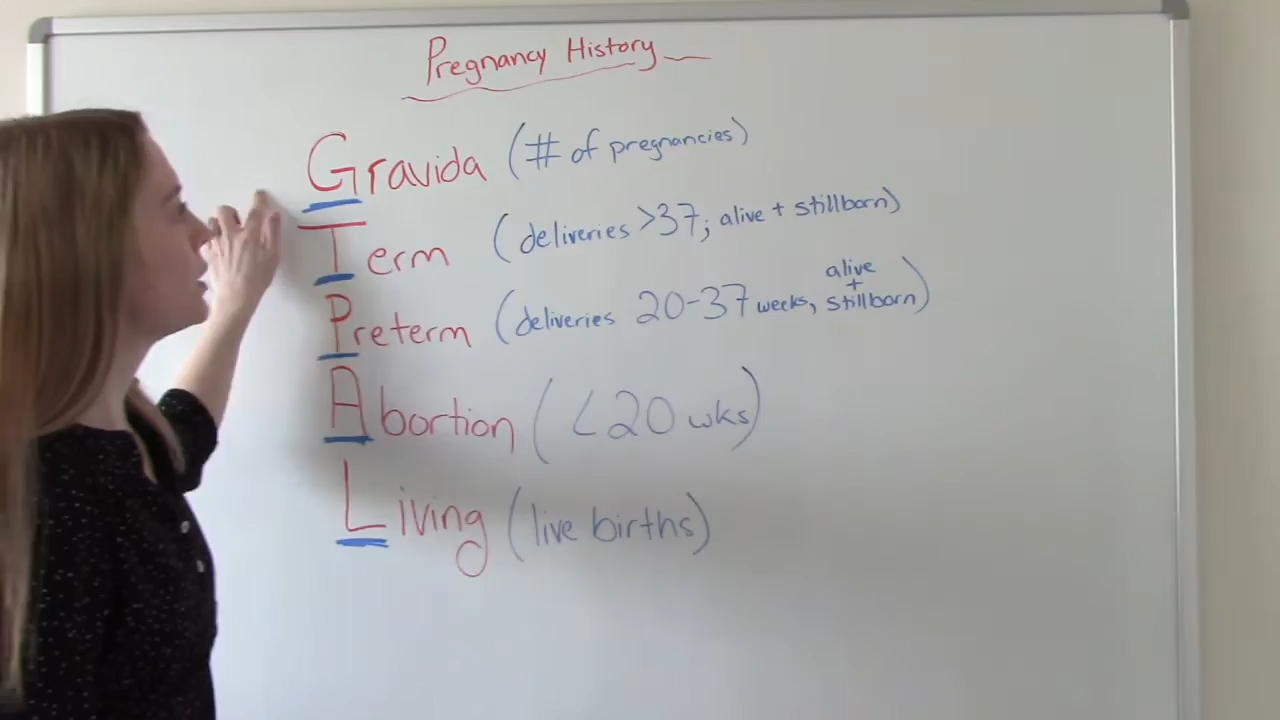 Pregnancy History
Gravida (# of pregnancies)
Term (deliveries >37; alive + stillborn)
Preterm (deliveries 20-37 weeks, alive + stillborn)
Abortion (<20 wks)
Living (live births)